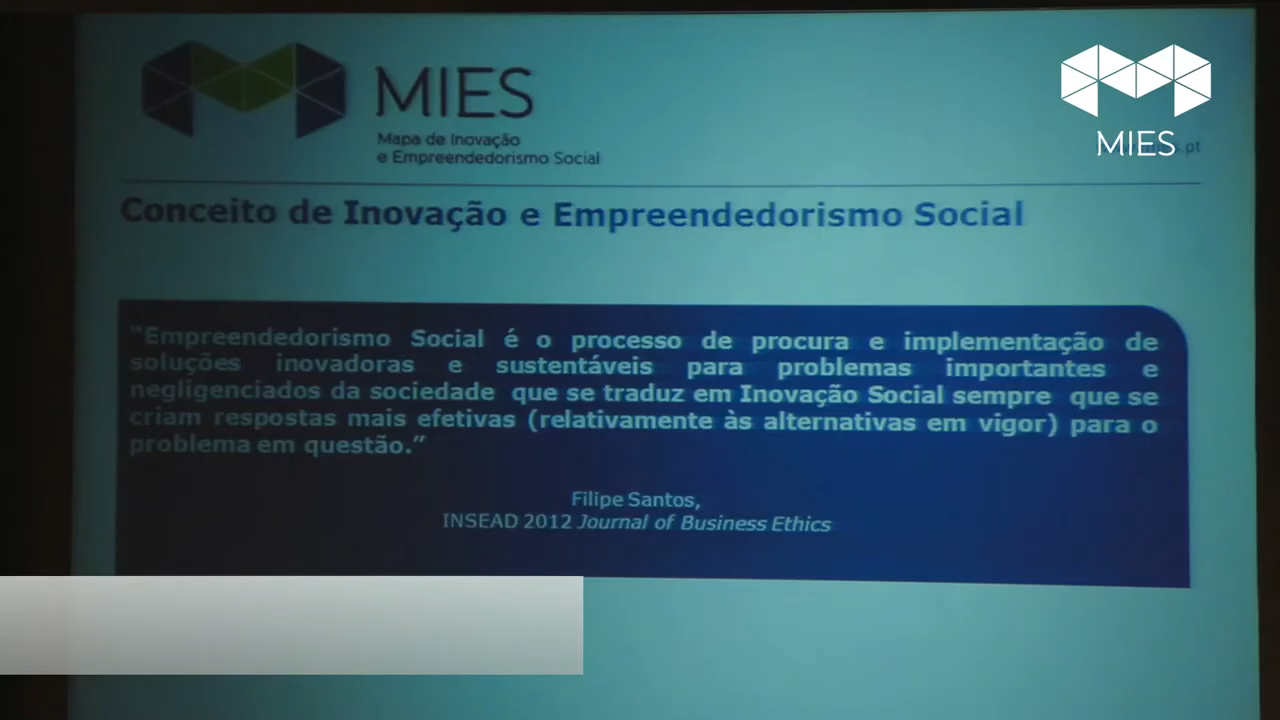 MIES
Mapa de Inovação
e Empreendedorismo Social
MIES
.pt
Conceito de Inovação e Empreendedorismo Social
“Empreendedorismo Social é o processo de procura e implementação de
soluções inovadoras e sustentáveis para problemas importantes e
negligenciados da sociedade que se traduz em Inovação Social sempre que se
criam respostas mais efetivas (relativamente às alternativas em vigor) para o
problema em questão.”
Filipe Santos,
INSEAD 2012 Journal of Business Ethics